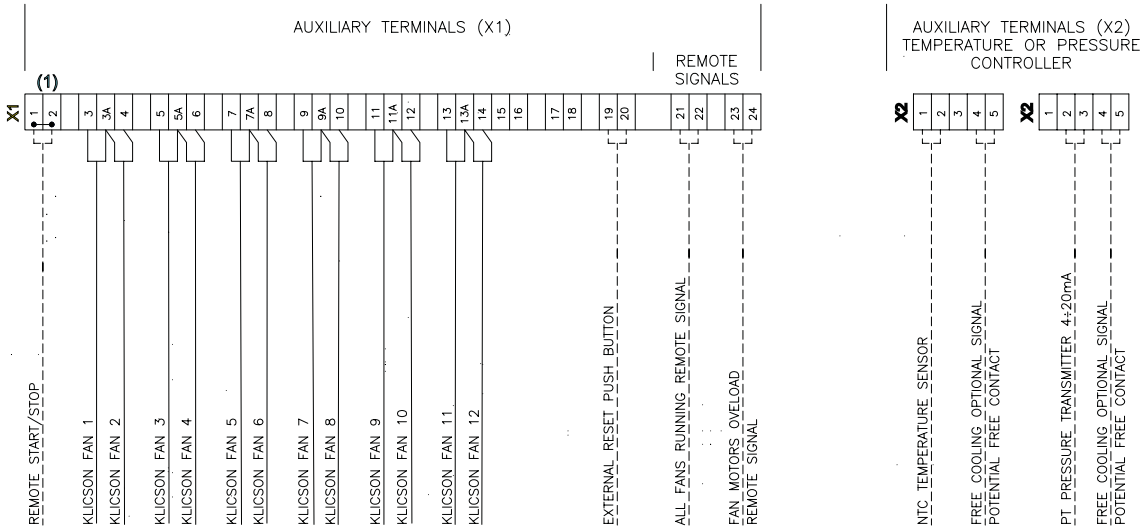 AUXILIARY TERMINALS (X1)
REMOTE
SIGNALS
AUXILIARY TERMINALS (X2)
TEMPERATURE OR PRESSURE
CONTROLLER
(1)
X1
1
2
3
3A
4
5
5A
6
7
7A
8
9
9A
10
11
11A
12
13
13A
14
15
16
17
18
19
20
21
22
23
24
X2
1
2
3
4
5
X2
1
2
3
4
5
REMOTE START/STOP
KLICSON FAN 1
KLICSON FAN 2
KLICSON FAN 3
KLICSON FAN 4
KLICSON FAN 5
KLICSON FAN 6
KLICSON FAN 7
KLICSON FAN 8
KLICSON FAN 9
KLICSON FAN 10
KLICSON FAN 11
KLICSON FAN 12
EXTERNAL RESET PUSH BUTTON
ALL FANS RUNNING REMOTE SIGNAL
FAN MOTORS OVELOAD
REMOTE SIGNAL
NTC TEMPERATURE SENSOR
FREE COOLING OPTIONAL SIGNAL
POTENTIAL FREE CONTACT
PT PRESSURE TRANSMITTER 4÷20mA
FREE COOLING OPTIONAL SIGNAL
POTENTIAL FREE CONTACT